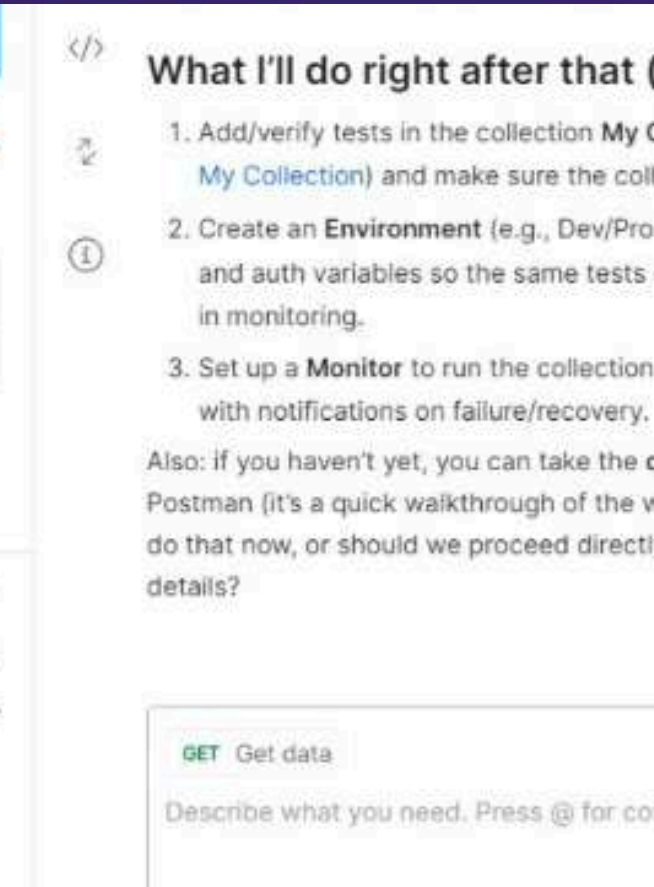 </>
What I'll do right after that (
1. Add/verify tests in the collection My
My Collection) and make sure the coll
2. Create an Environment (e.g., Dev/Pro
and auth variables so the same tests
in monitoring.
3. Set up a Monitor to run the collection
with notifications on failure/recovery.
Also: if you haven't yet, you can take the
Postman (it's a quick walkthrough of the w
do that now, or should we proceed directl
details?
GET Get data
Describe what you need. Press @ for co